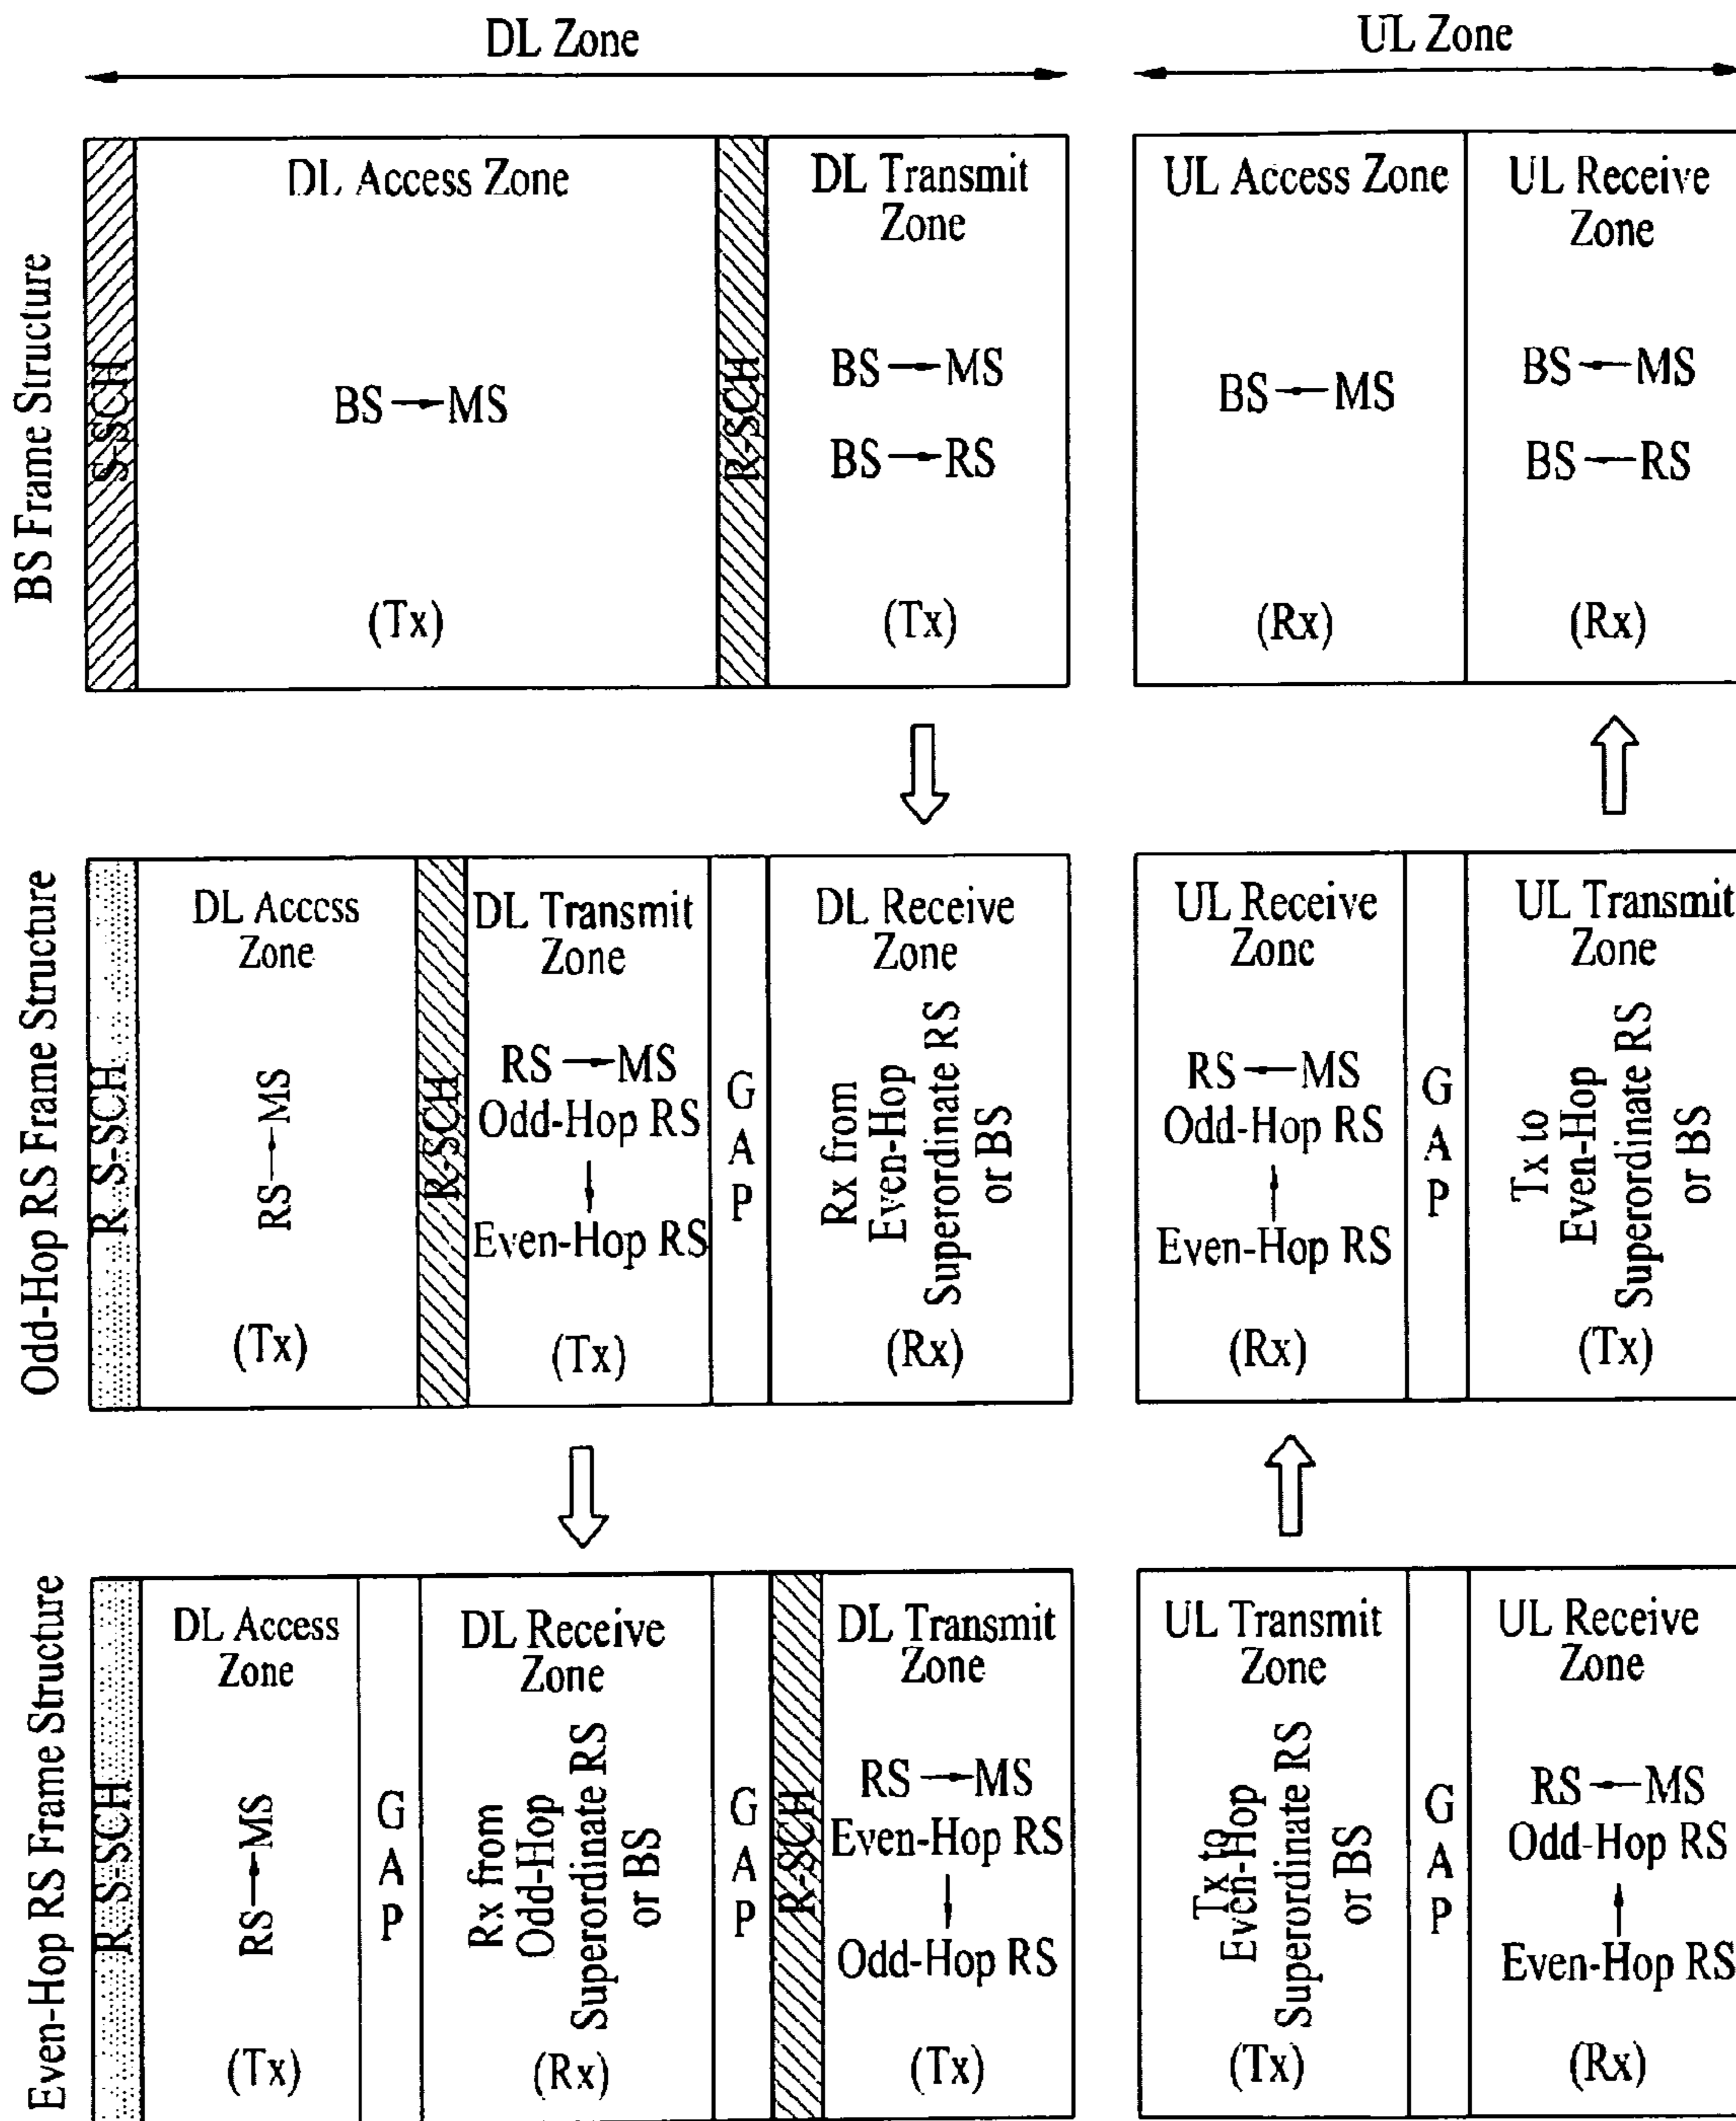 DL Zone
UL Zone
BS Frame Structure
S-SCH
DL Access Zone
BS → MS
(Tx)
R-SCH
DL Transmit
Zone
BS → MS
BS → RS
(Tx)
UL Access Zone
BS ← MS
(Rx)
UL Receive
Zone
BS ← MS
BS ← RS
(Rx)
Odd-Hop RS Frame Structure
R S-SCH
DL Access
Zone
RS → MS
(Tx)
R-SCH
DL Transmit
Zone
RS → MS
Odd-Hop RS
↓
Even-Hop RS
(Tx)
GAP
DL Receive
Zone
Rx from
Even-Hop
Superordinate RS
or BS
(Rx)
UL Receive
Zone
RS ← MS
Odd-Hop RS
↑
Even-Hop RS
(Rx)
GAP
UL Transmit
Zone
Tx to
Even-Hop
Superordinate RS
or BS
(Tx)
Even-Hop RS Frame Structure
R S-SCH
DL Access
Zone
RS → MS
(Tx)
GAP
DL Receive
Zone
Rx from
Odd-Hop
Superordinate RS
or BS
(Rx)
GAP
R-SCH
DL Transmit
Zone
RS → MS
Even-Hop RS
↓
Odd-Hop RS
(Tx)
UL Transmit
Zone
Tx to
Even-Hop
Superordinate RS
or BS
(Tx)
GAP
UL Receive
Zone
RS ← MS
Odd-Hop RS
↑
Even-Hop RS
(Rx)